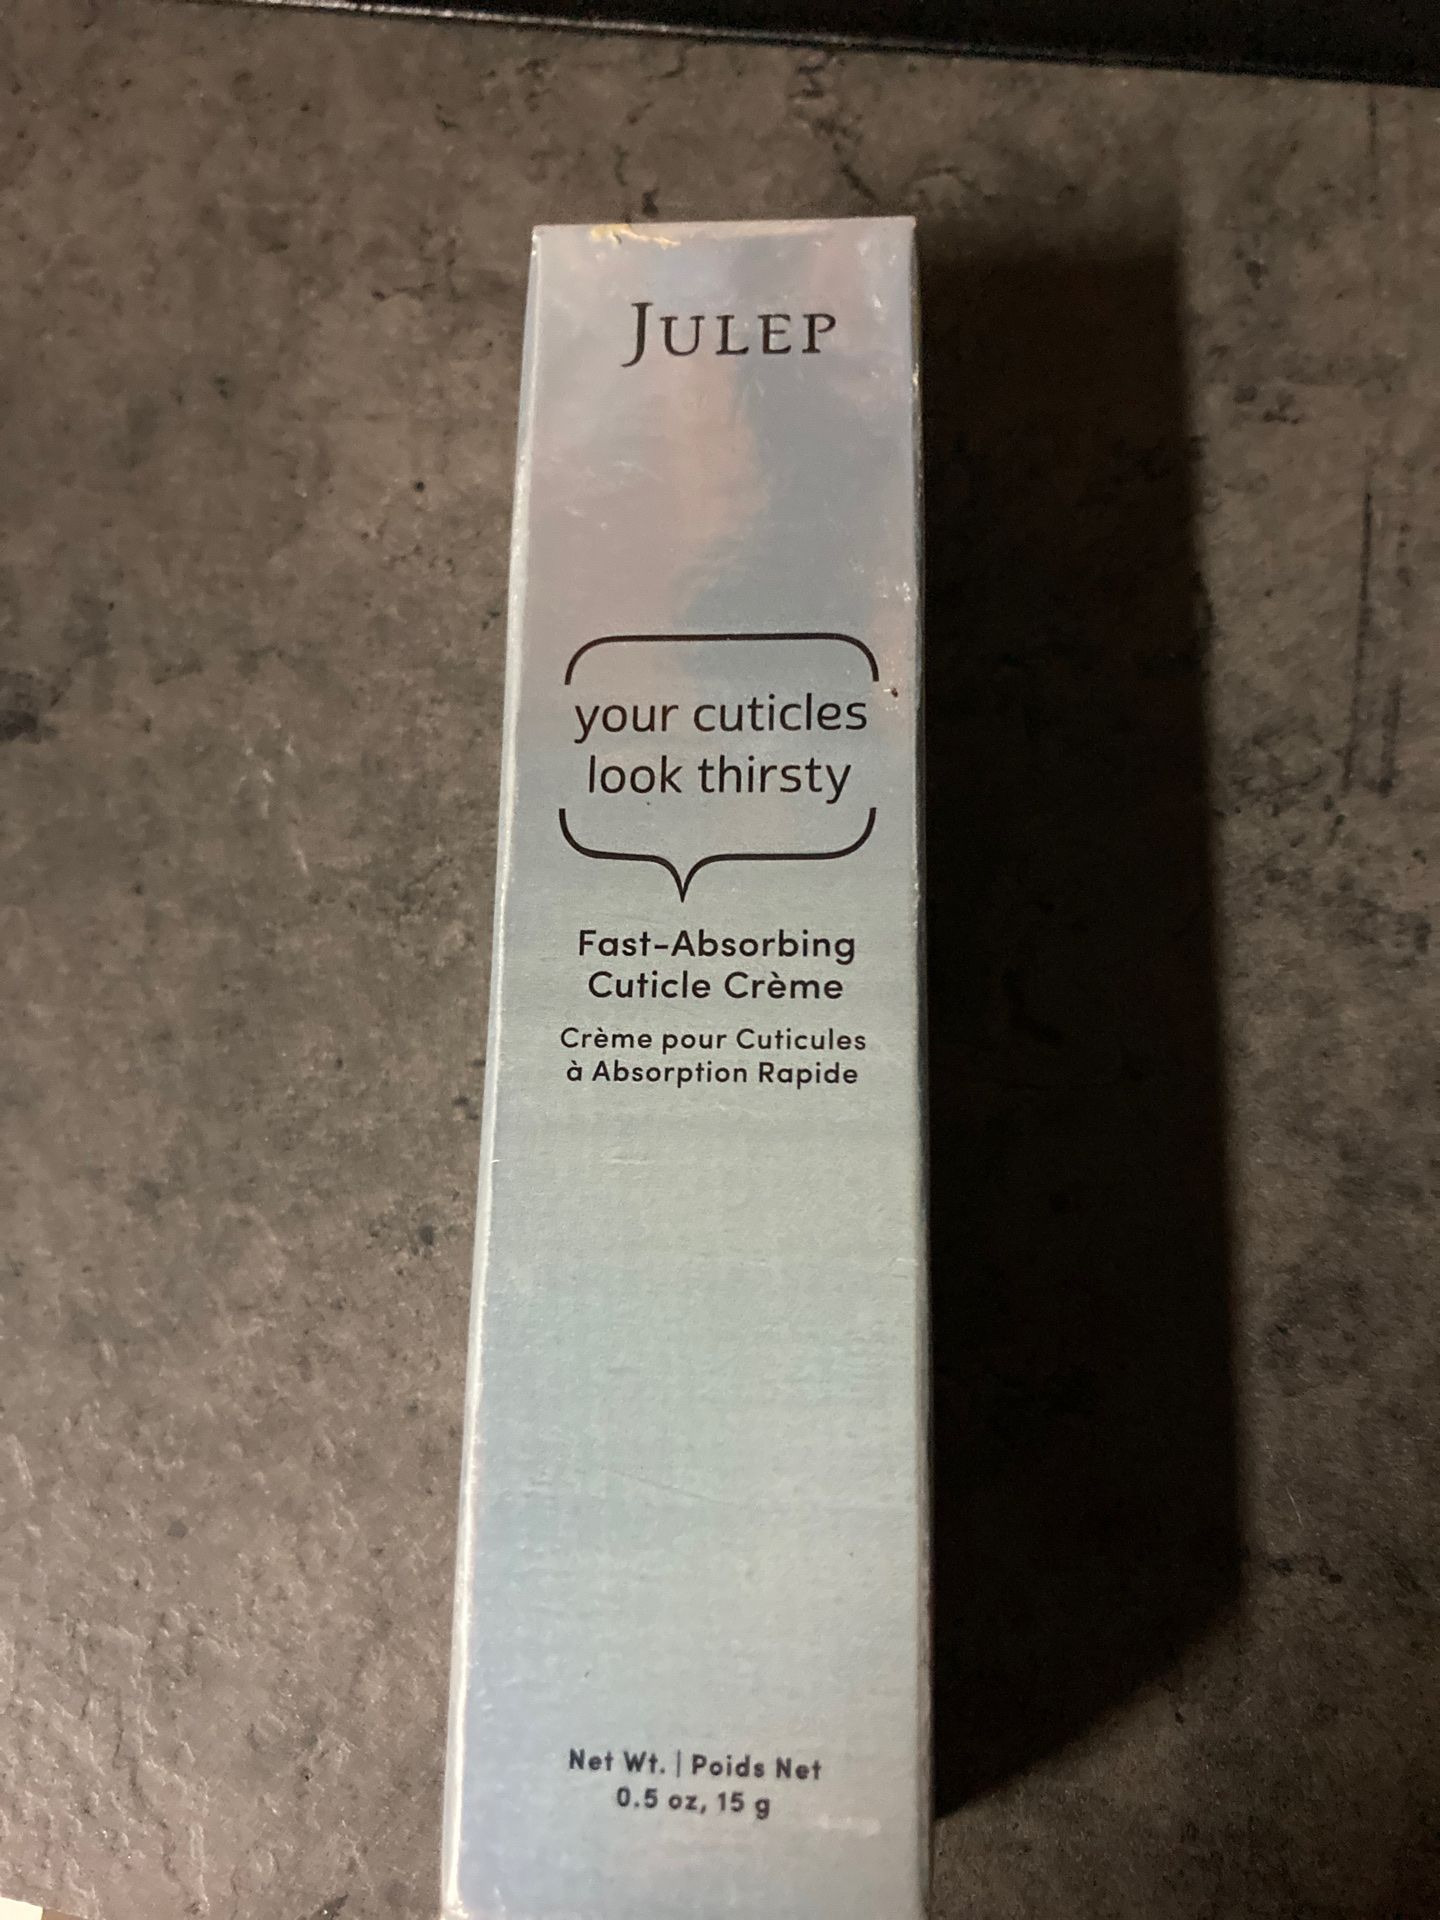 JULEP
your cuticles
look thirsty
Fast-Absorbing
Cuticle Crème
Crème pour Cuticules
à Absorption Rapide
Net Wt. | Poids Net
0.5 oz, 15 g